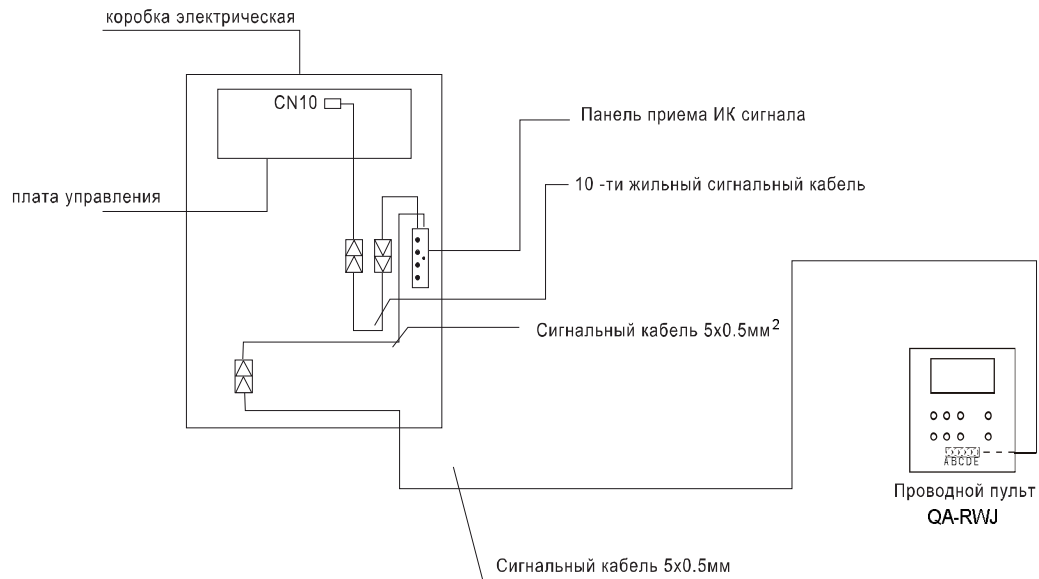 коробка электрическая
CN10
Панель приема ИК сигнала
10 -ти жильный сигнальный кабель
плата управления
Сигнальный кабель 5x0.5мм²
ABCDE
Проводной пульт
QA-RWJ
Сигнальный кабель 5x0.5мм